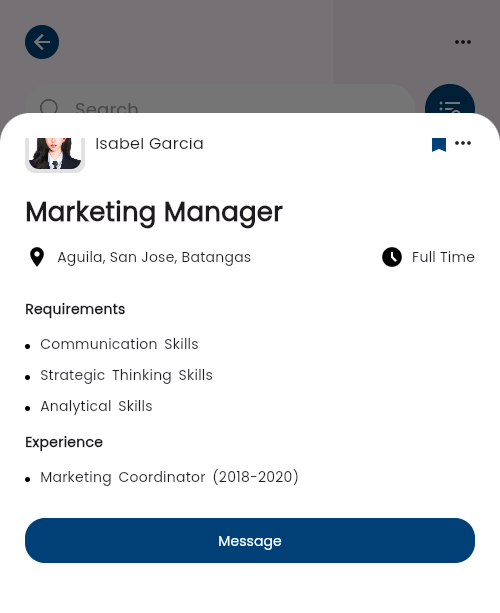 Search
Isabel Garcia
Marketing Manager
Aguila, San Jose, Batangas
Full Time
Requirements
Communication Skills
Strategic Thinking Skills
Analytical Skills
Experience
Marketing Coordinator (2018-2020)
Message